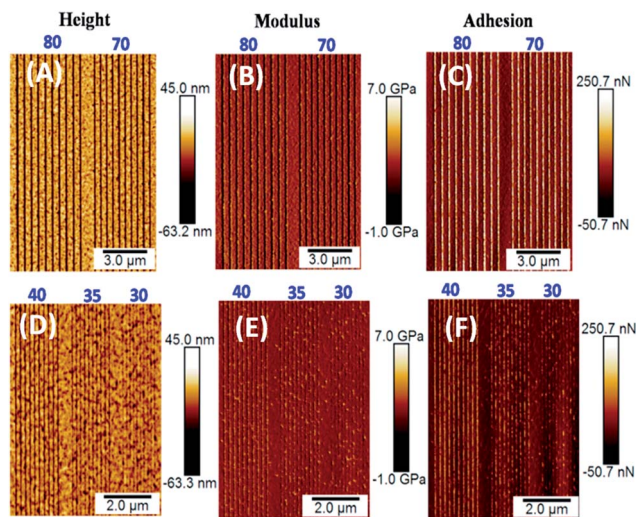 Height Modulus Adhesion
80 70 80 70 80 70
(A) (B) (C)
45.0 nm 7.0 GPa 250.7 nN
-63.2 nm -1.0 GPa -50.7 nN
3.0 µm 3.0 µm 3.0 µm
40 35 30 40 35 30 40 35 30
(D) (E) (F)
45.0 nm 7.0 GPa 250.7 nN
-63.3 nm -1.0 GPa -50.7 nN
2.0 µm 2.0 µm 2.0 µm